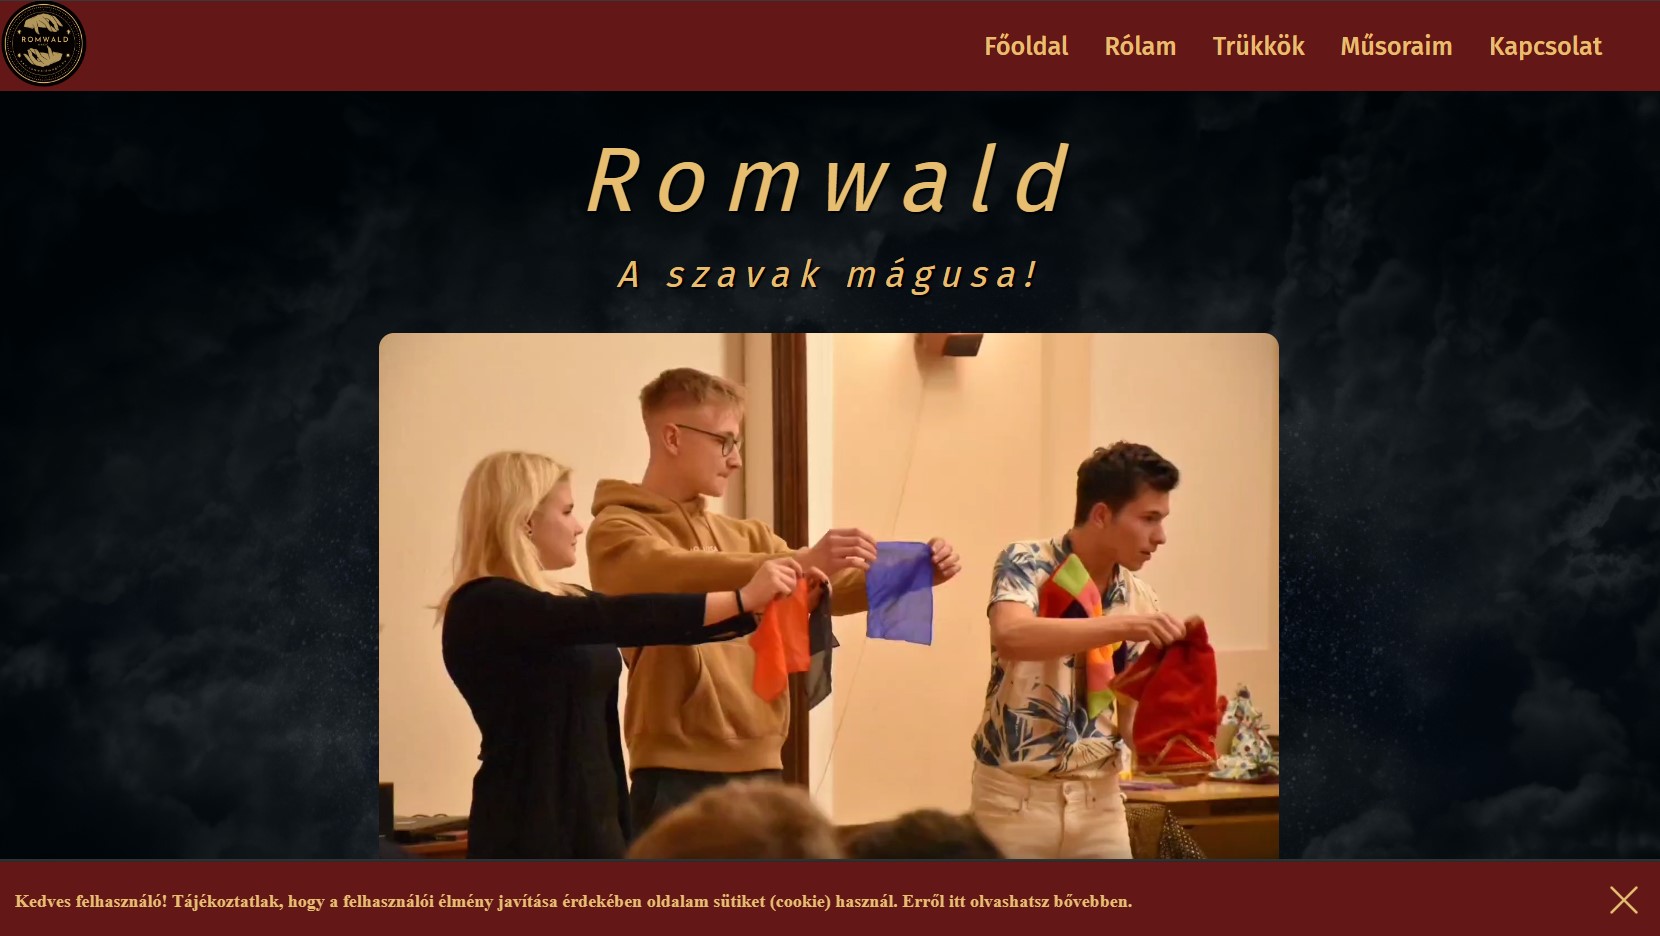 ROMWALD
Főoldal Rólam Trükkök Műsoraim Kapcsolat
Romwald
A szavak mágusa!
Kedves felhasználó! Tájékoztatlak, hogy a felhasználói élmény javítása érdekében oldalam sütiket (cookie) használ. Erről itt olvashatsz bővebben.